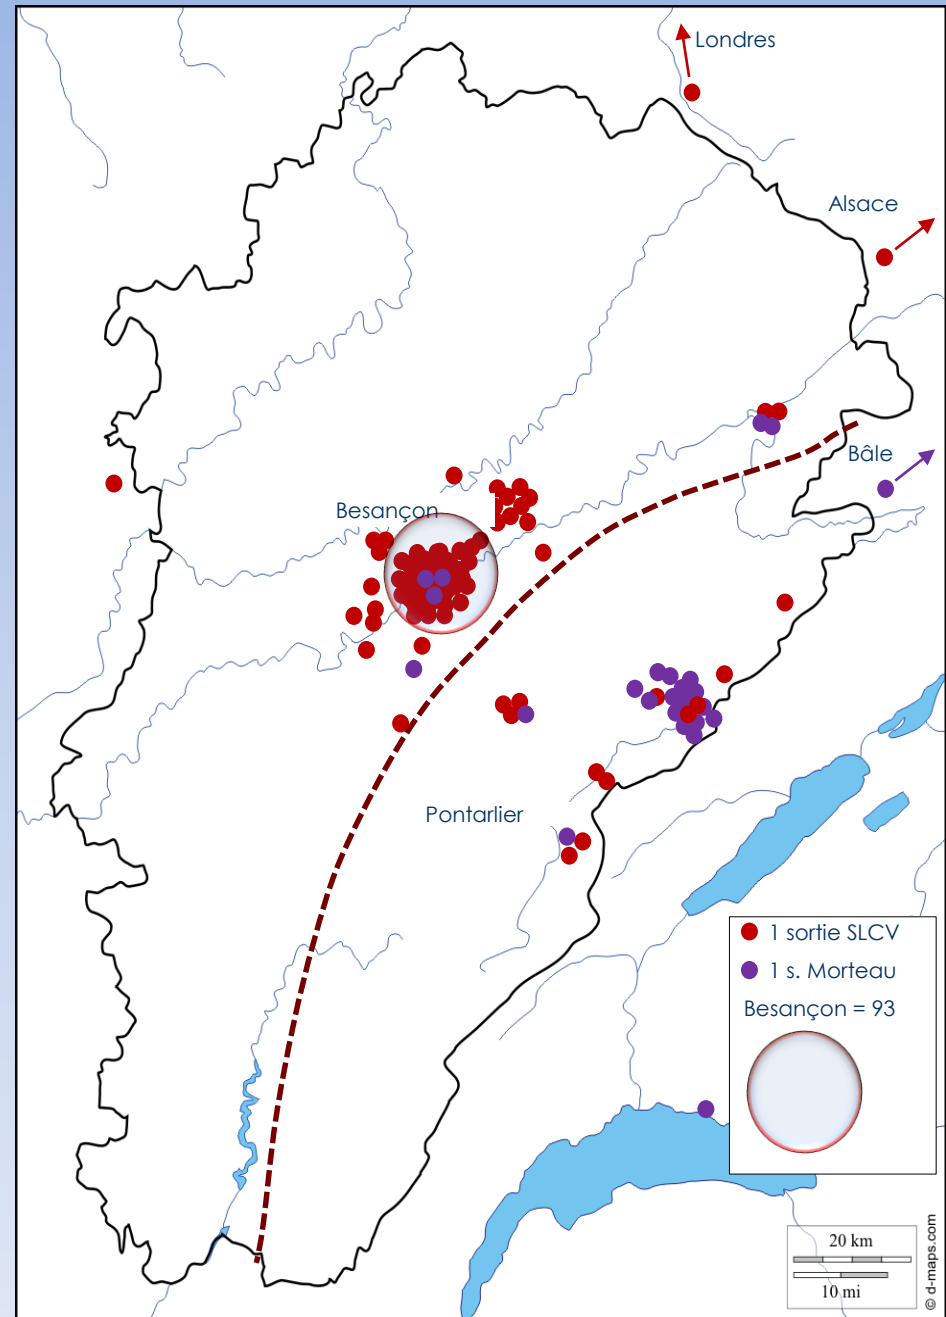 Londres
Alsace
Bâle
Besançon
Pontarlier
1 sortie SLCV
1 s. Morteau
Besançon = 93
20 km
10 mi
© d-maps.com